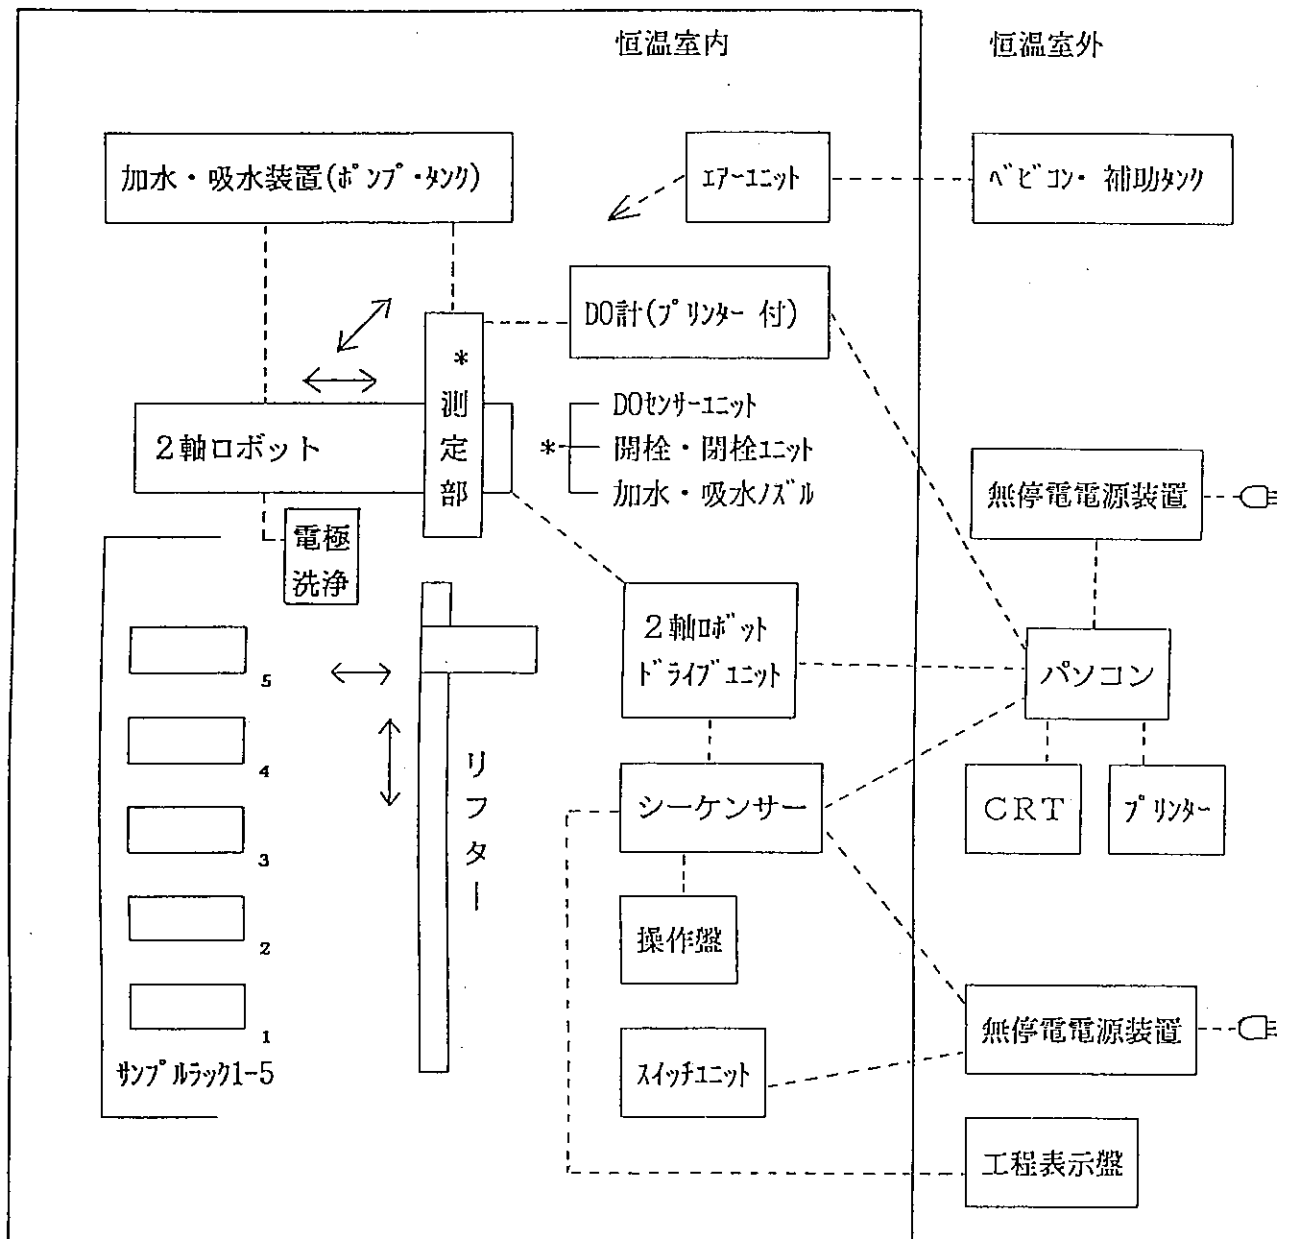 恒温室内
恒温室外
加水・吸水装置(ポンプ・タンク)
エアーユニット
ベビコン・補助タンク
DO計(プリンター付)
*
測
定
部
2軸ロボット
*
DOセンサーユニット
開栓・閉栓ユニット
加水・吸水ノズル
無停電電源装置
電極
洗浄
2軸ロボット
ドライブユニット
パソコン
5
4
3
2
1
サンプルラック1-5
リフター
シーケンサー
CRT
プリンター
操作盤
無停電電源装置
スイッチユニット
工程表示盤